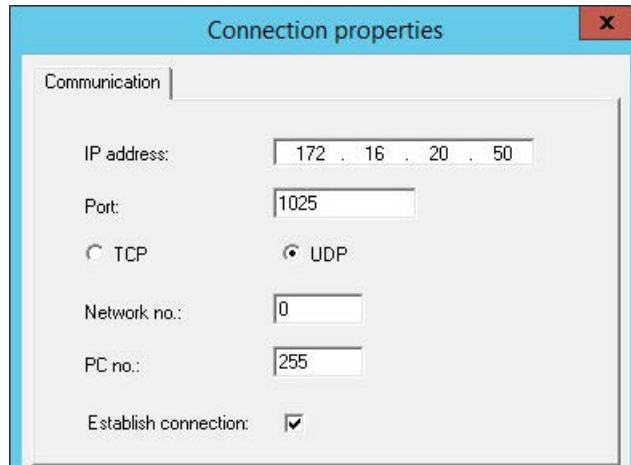 Connection properties
x
Communication
IP address: 172 . 16 . 20 . 50
Port: 1025
TCP UDP
Network no.: 0
PC no.: 255
Establish connection: